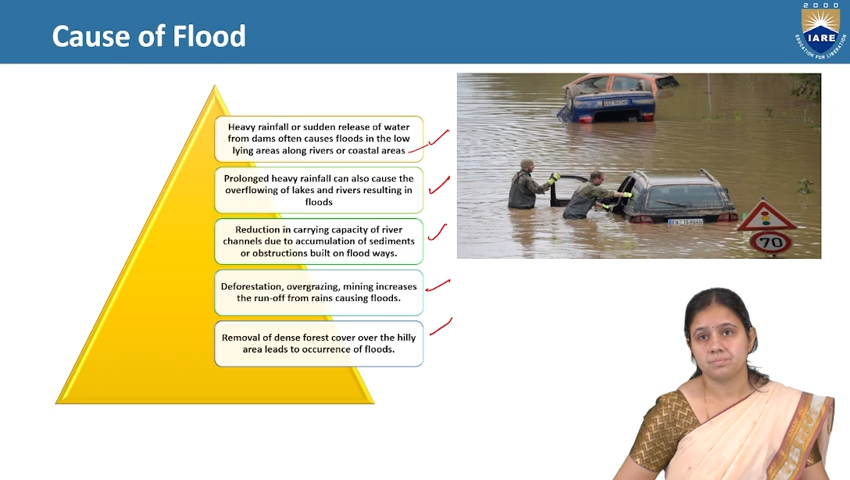 Cause of Flood
2000
IARE
EDUCATION FOR LIBERATION
Heavy rainfall or sudden release of water
from dams often causes floods in the low
lying areas along rivers or coastal areas
Prolonged heavy rainfall can also cause the
overflowing of lakes and rivers resulting in
floods
Reduction in carrying capacity of river
channels due to accumulation of sediments
or obstructions built on flood ways.
Deforestation, overgrazing, mining increases
the run-off from rains causing floods.
Removal of dense forest cover over the hilly
area leads to occurrence of floods.
70